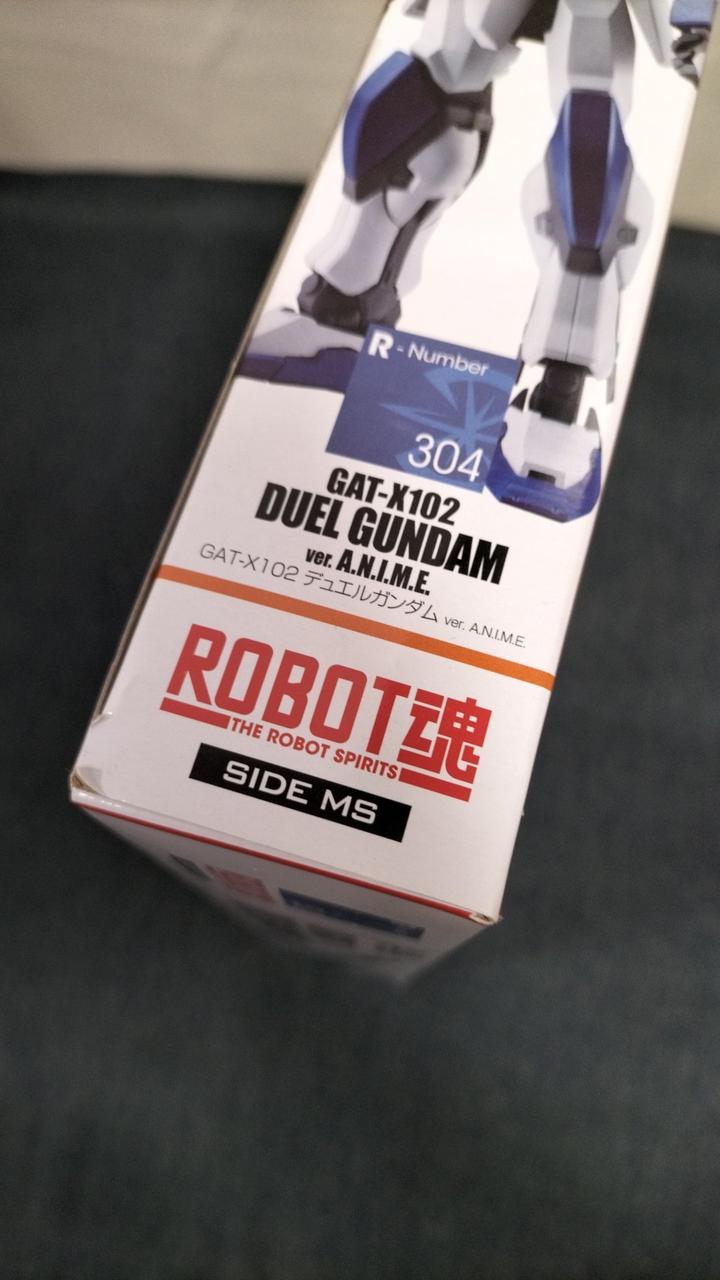 R - Number
304
GAT-X102
DUEL GUNDAM
ver. A.N.I.M.E.
GAT-X102 デュエルガンダム ver. A.N.I.M.E.
ROBOT魂
THE ROBOT SPIRITS
SIDE MS